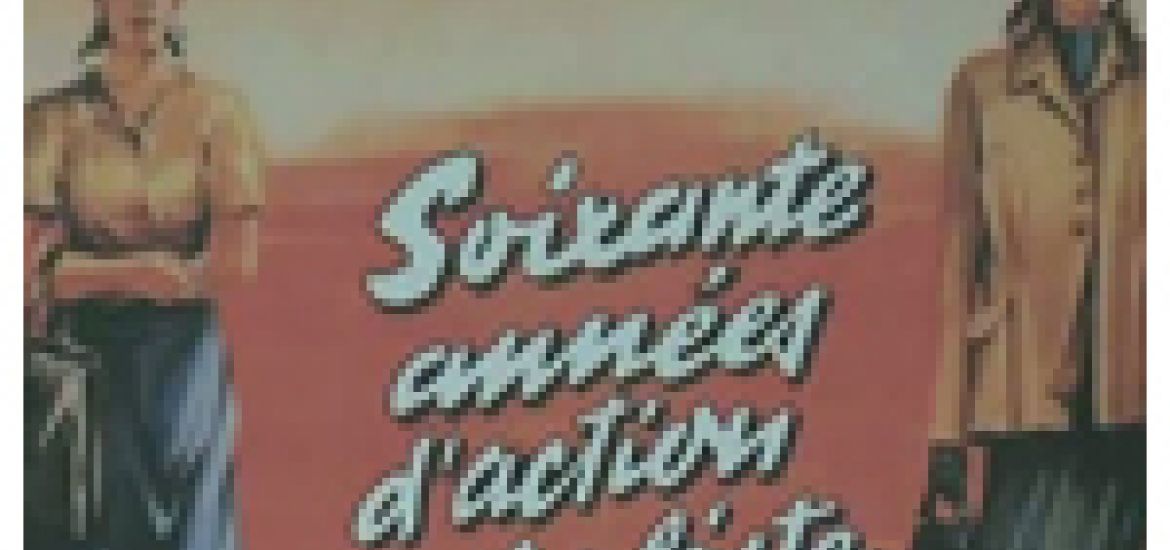 Soixante
années
d'action